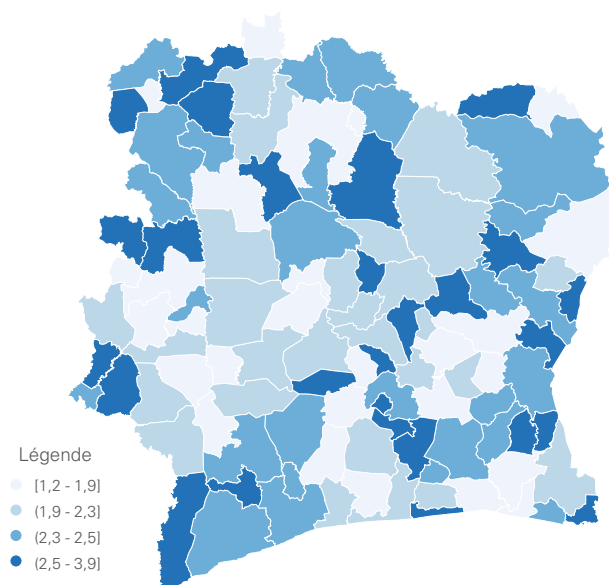 Légende
[1,2 - 1,9]
(1,9 - 2,3]
(2,3 - 2,5]
(2,5 - 3,9]